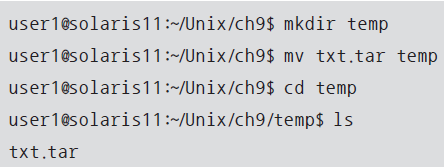 user1@solaris11:~/Unix/ch9$ mkdir temp
user1@solaris11:~/Unix/ch9$ mv txt.tar temp
user1@solaris11:~/Unix/ch9$ cd temp
user1@solaris11:~/Unix/ch9/temp$ ls
txt.tar